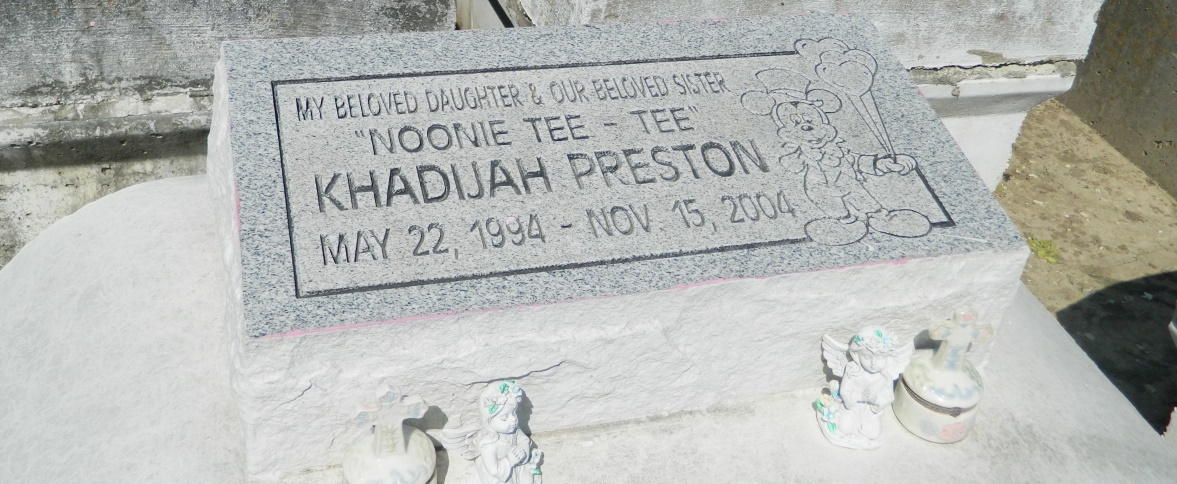 MY BELOVED DAUGHTER & OUR BELOVED SISTER
"NOONIE TEE - TEE"
KHADIJAH PRESTON
MAY 22, 1994 - NOV. 15, 2004